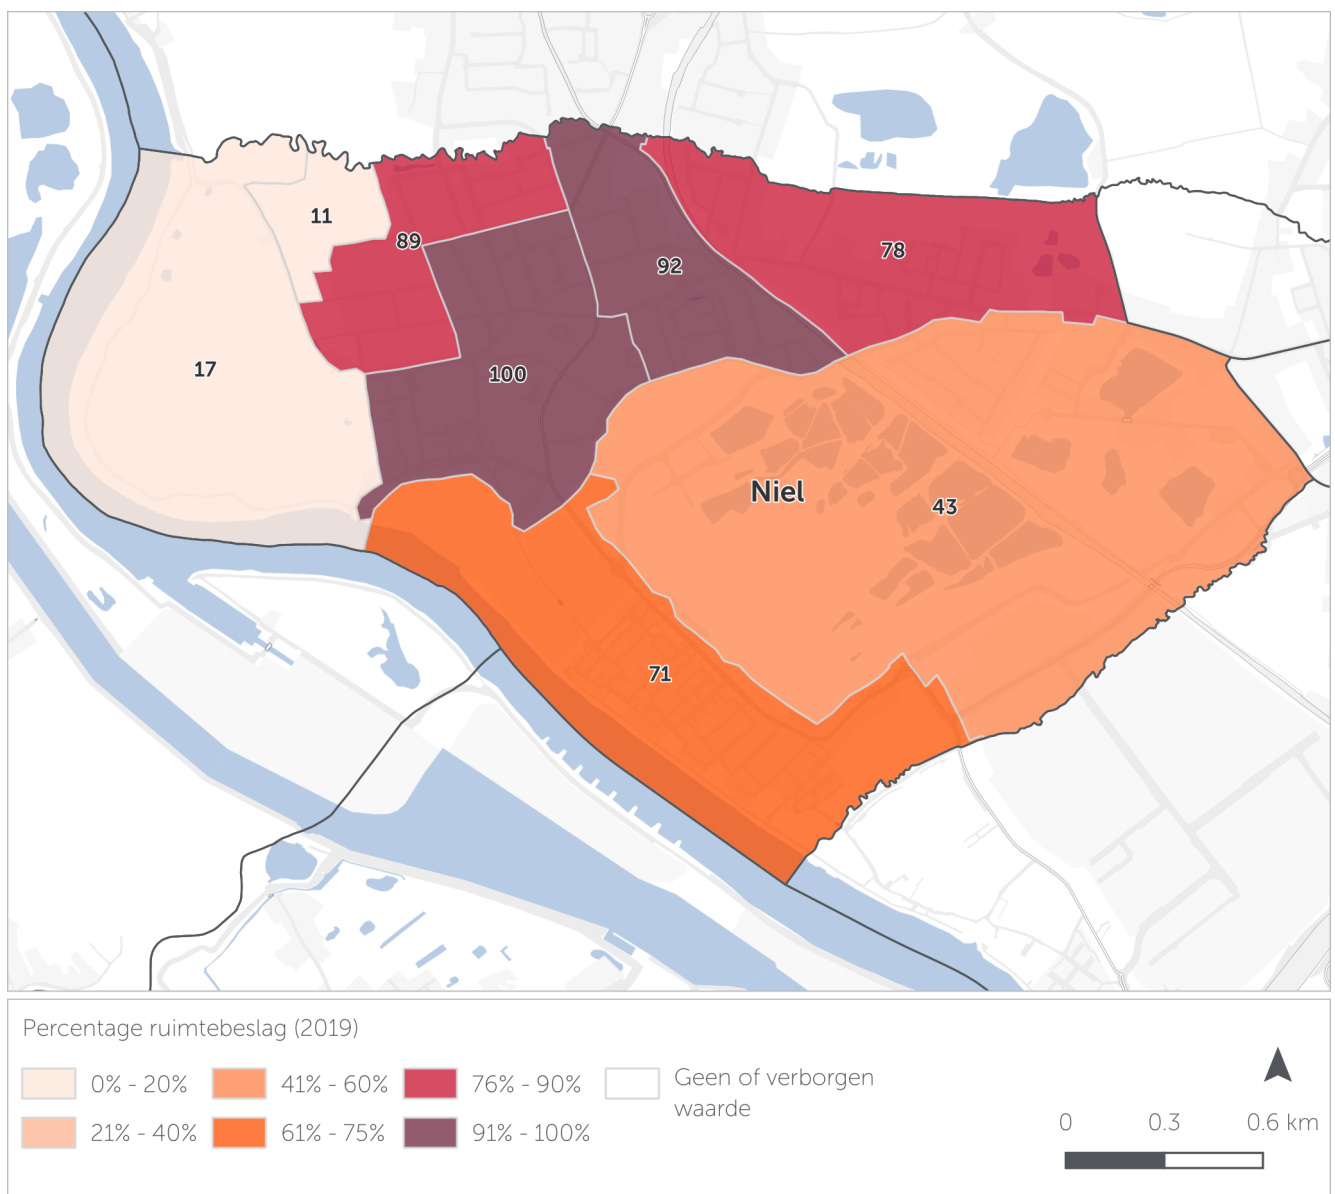 11
89
92
78
17
100
Niel
43
71
Percentage ruimtebeslag (2019)
0% - 20%
41% - 60%
76% - 90%
Geen of verborgen
waarde
21% - 40%
61% - 75%
91% - 100%
0
0.3
0.6 km